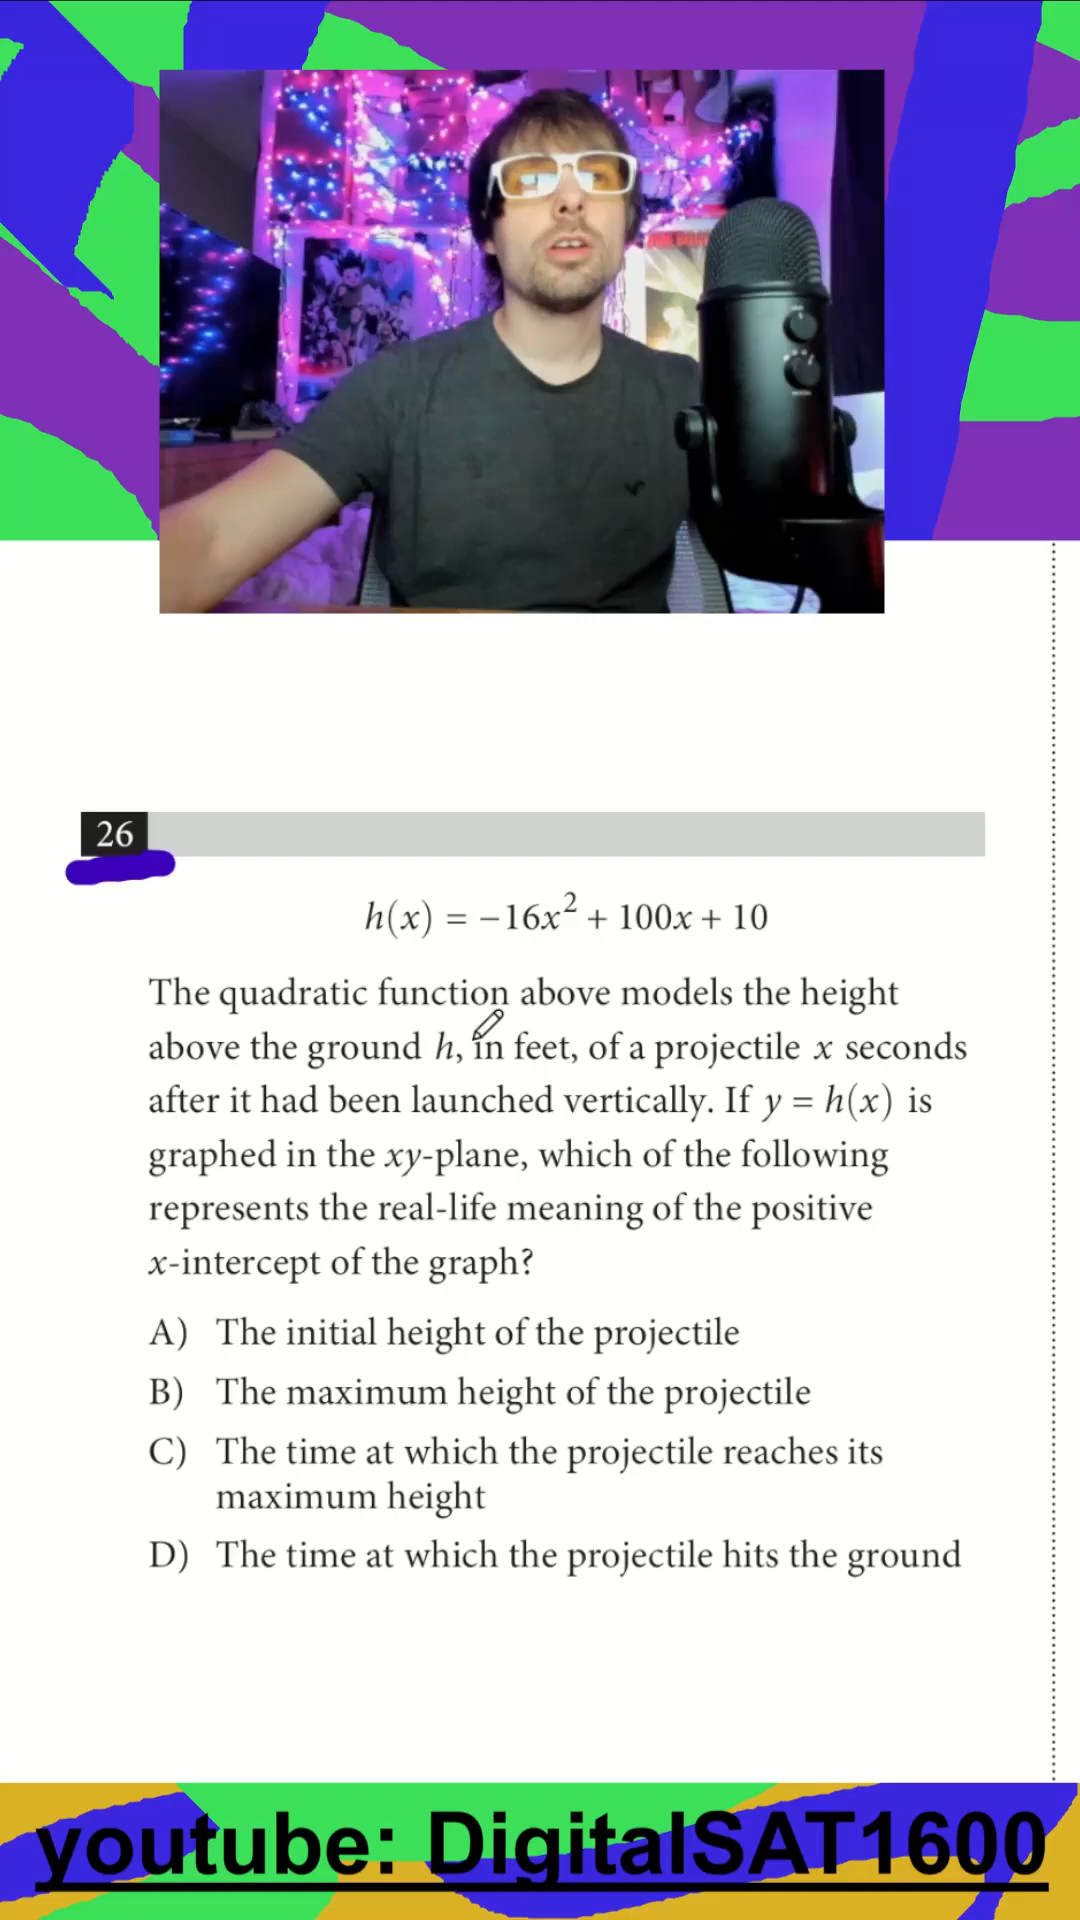 26
h(x) = −16x² + 100x + 10
The quadratic function above models the height
above the ground h, in feet, of a projectile x seconds
after it had been launched vertically. If y = h(x) is
graphed in the xy-plane, which of the following
represents the real-life meaning of the positive
x-intercept of the graph?
A) The initial height of the projectile
B) The maximum height of the projectile
C) The time at which the projectile reaches its
maximum height
D) The time at which the projectile hits the ground
youtube: DigitalSAT1600